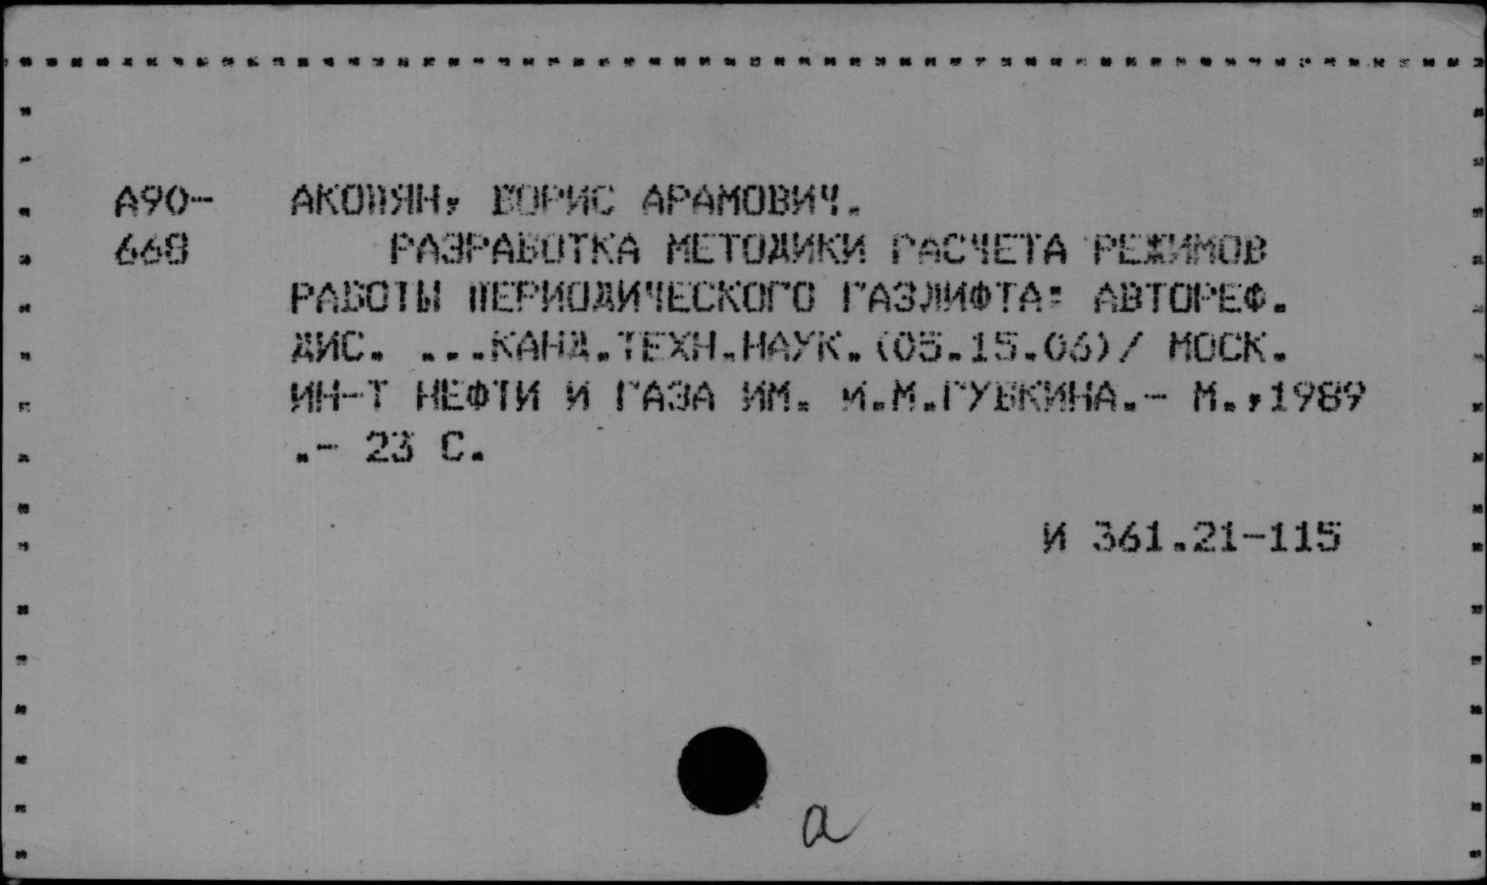 А90- АКОПЯН, БОРИС АРАМОВИЧ.
668 РАЗРАБОТКА МЕТОДИКИ РАСЧЕТА РЕЖИМОВ
РАБОТЫ ПЕРИОДИЧЕСКОГО ГАЗЛИФТА: АВТОРЕФ.
ДИС. ...КАНД.ТЕХН.НАУК.(05.15.06)/ МОСК.
ИН-Т НЕФТИ И ГАЗА ИМ. И.М.ГУБКИНА.- М.,1989
.- 23 С.
И 361.21-115
а